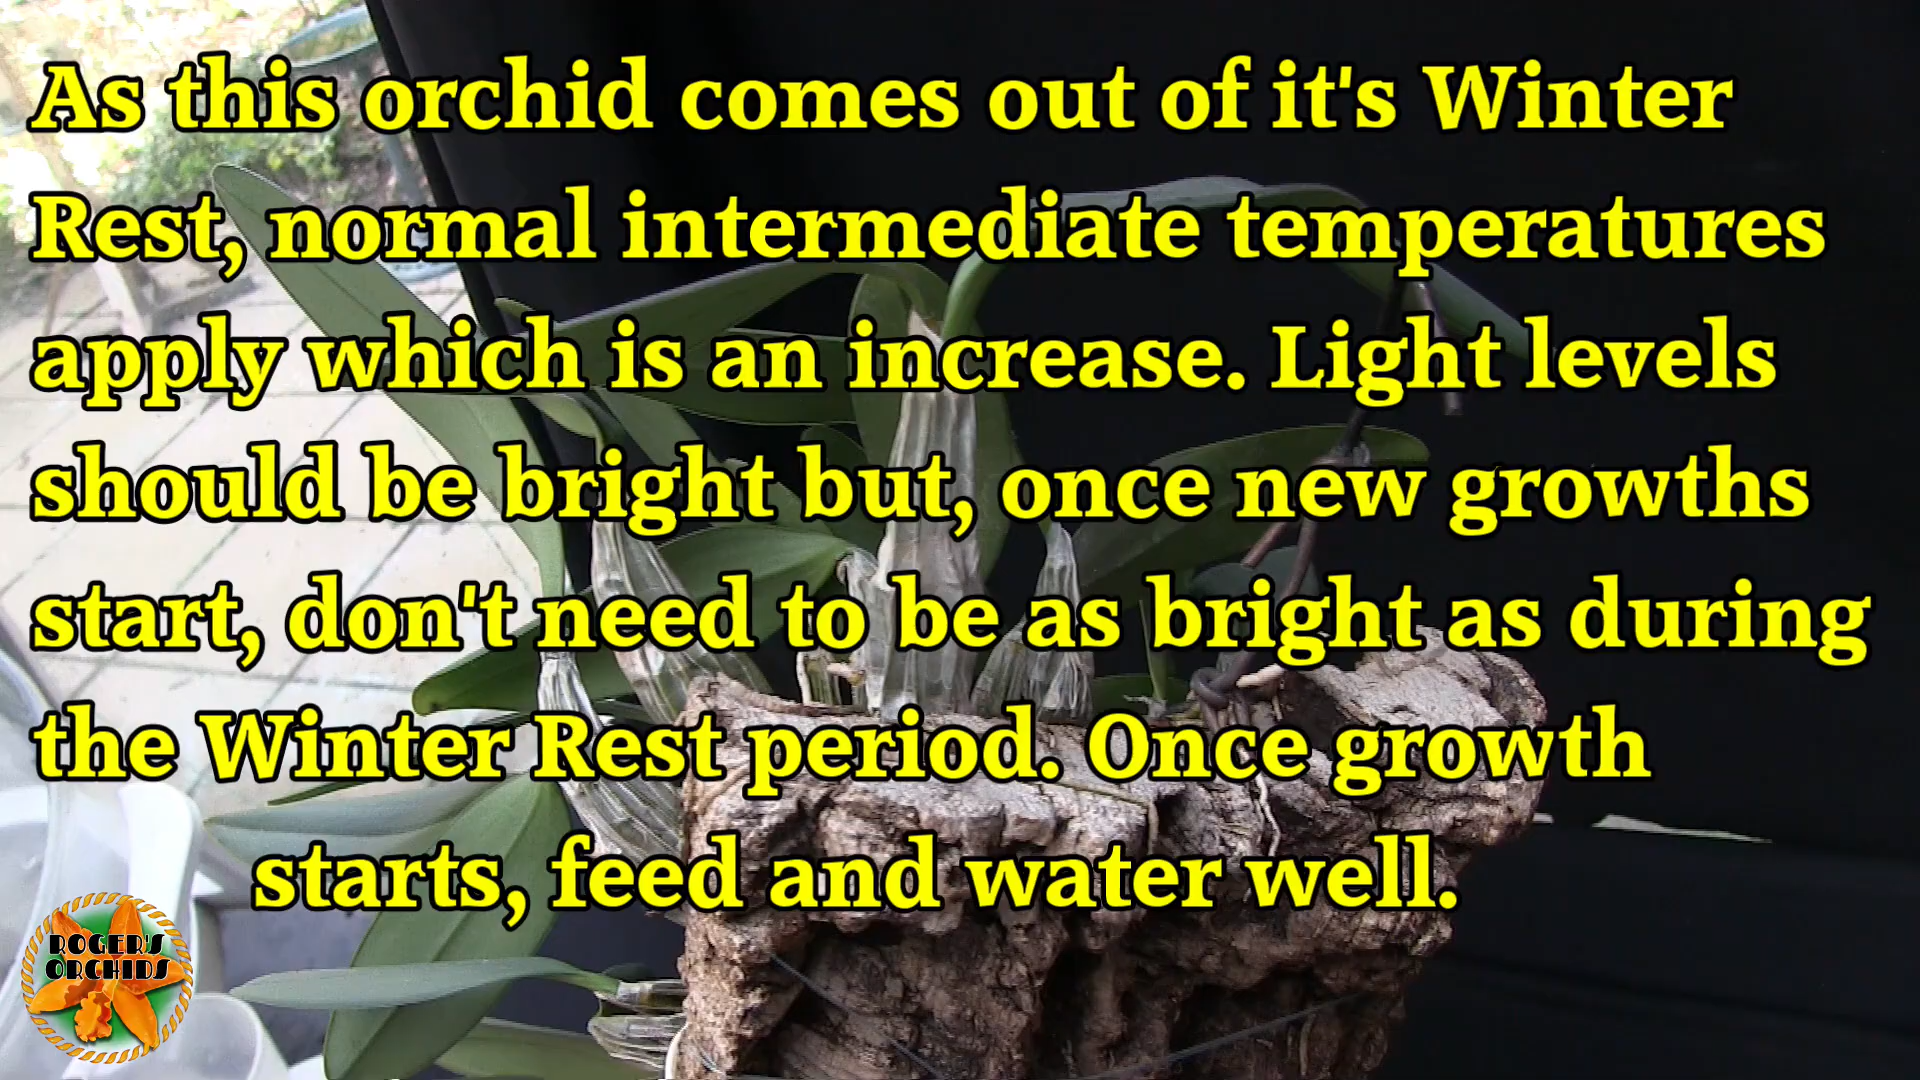 As this orchid comes out of it's Winter
Rest, normal intermediate temperatures
apply which is an increase. Light levels
should be bright but, once new growths
start, don't need to be as bright as during
the Winter Rest period. Once growth
starts, feed and water well.
ROGER'S
ORCHIDS